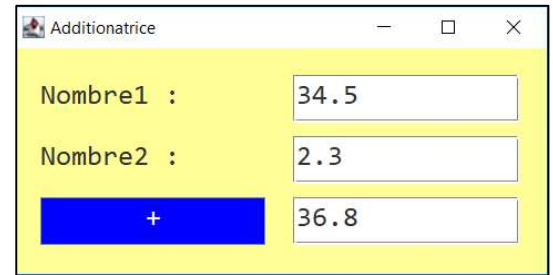 Additionatrice
Nombre1 : 34.5
Nombre2 : 2.3
+ 36.8